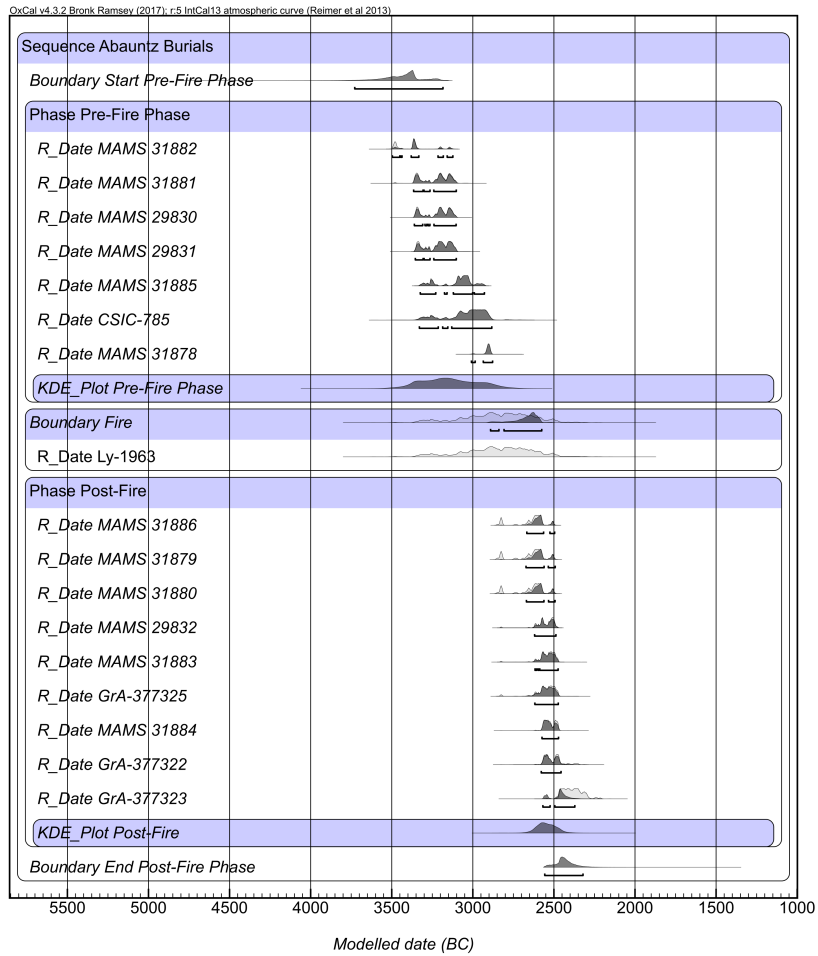 OxCal v4.3.2 Bronk Ramsey (2017); r:5 IntCal13 atmospheric curve (Reimer et al 2013)
Sequence Abauntz Burials
Boundary Start Pre-Fire Phase
Phase Pre-Fire Phase
R_Date MAMS 31882
R_Date MAMS 31881
R_Date MAMS 29830
R_Date MAMS 29831
R_Date MAMS 31885
R_Date CSIC-785
R_Date MAMS 31878
KDE_Plot Pre-Fire Phase
Boundary Fire
R_Date Ly-1963
Phase Post-Fire
R_Date MAMS 31886
R_Date MAMS 31879
R_Date MAMS 31880
R_Date MAMS 29832
R_Date MAMS 31883
R_Date GrA-377325
R_Date MAMS 31884
R_Date GrA-377322
R_Date GrA-377323
KDE_Plot Post-Fire
Boundary End Post-Fire Phase
5500 5000 4500 4000 3500 3000 2500 2000 1500 1000
Modelled date (BC)